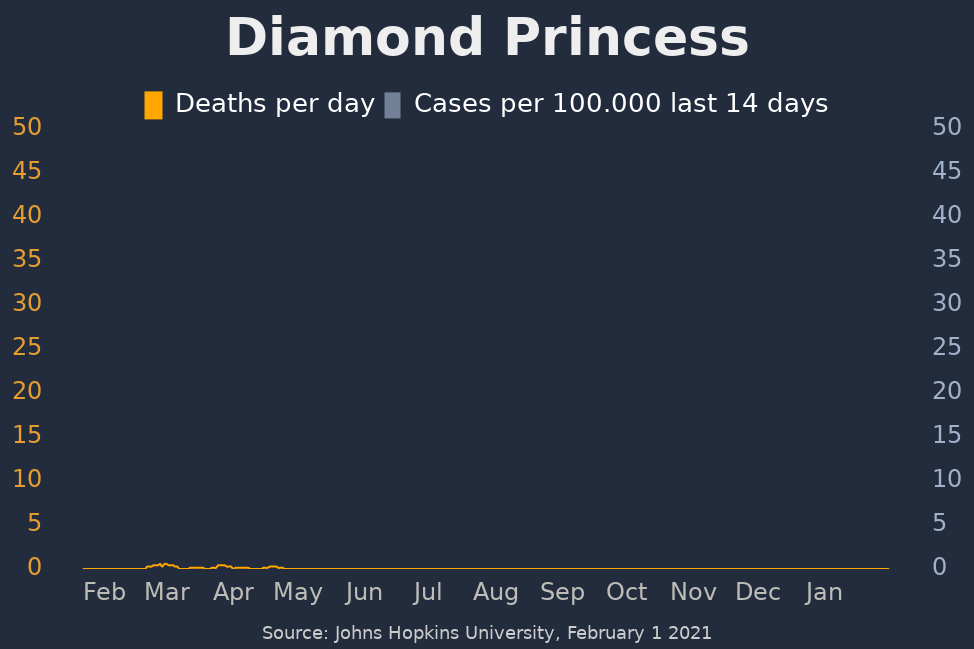 Diamond Princess
Deaths per day Cases per 100.000 last 14 days
50 50
45 45
40 40
35 35
30 30
25 25
20 20
15 15
10 10
5 5
0 0
Feb Mar Apr May Jun Jul Aug Sep Oct Nov Dec Jan
Source: Johns Hopkins University, February 1 2021